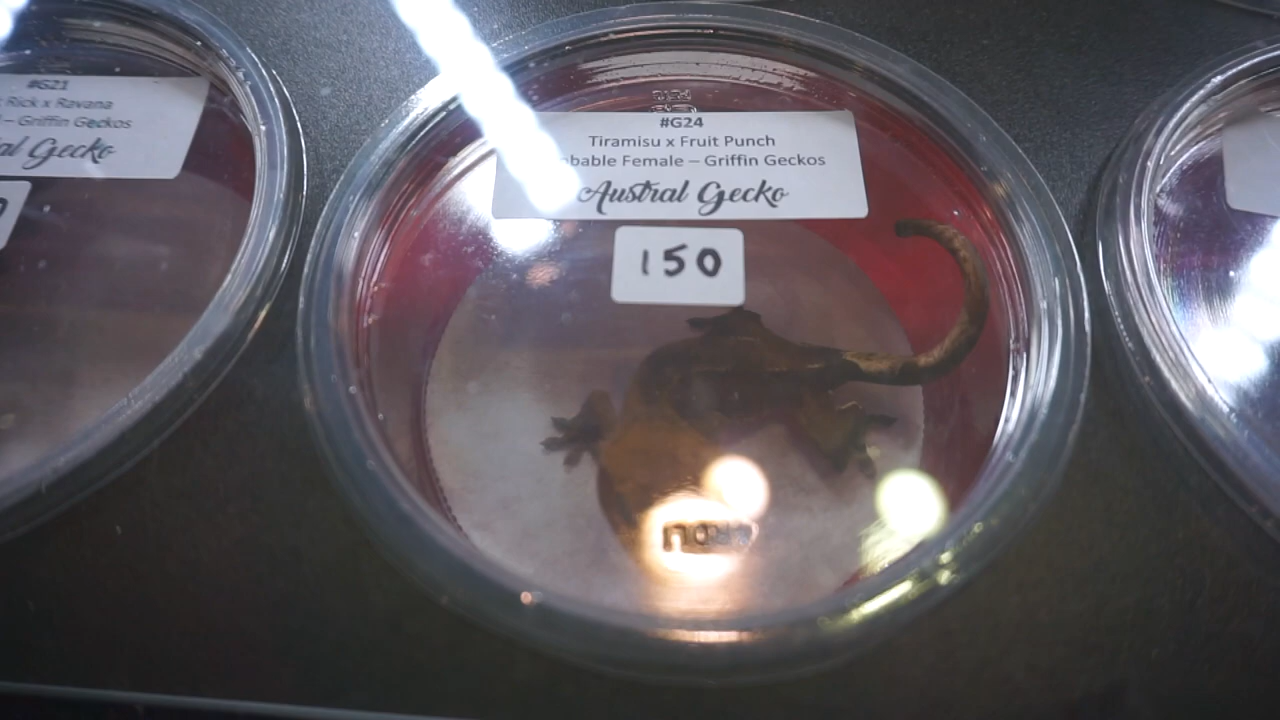 #G21
Rick x Ravana
– Griffin Geckos
al Gecko
#G24
Tiramisu x Fruit Punch
bable Female – Griffin Geckos
Austral Gecko
150